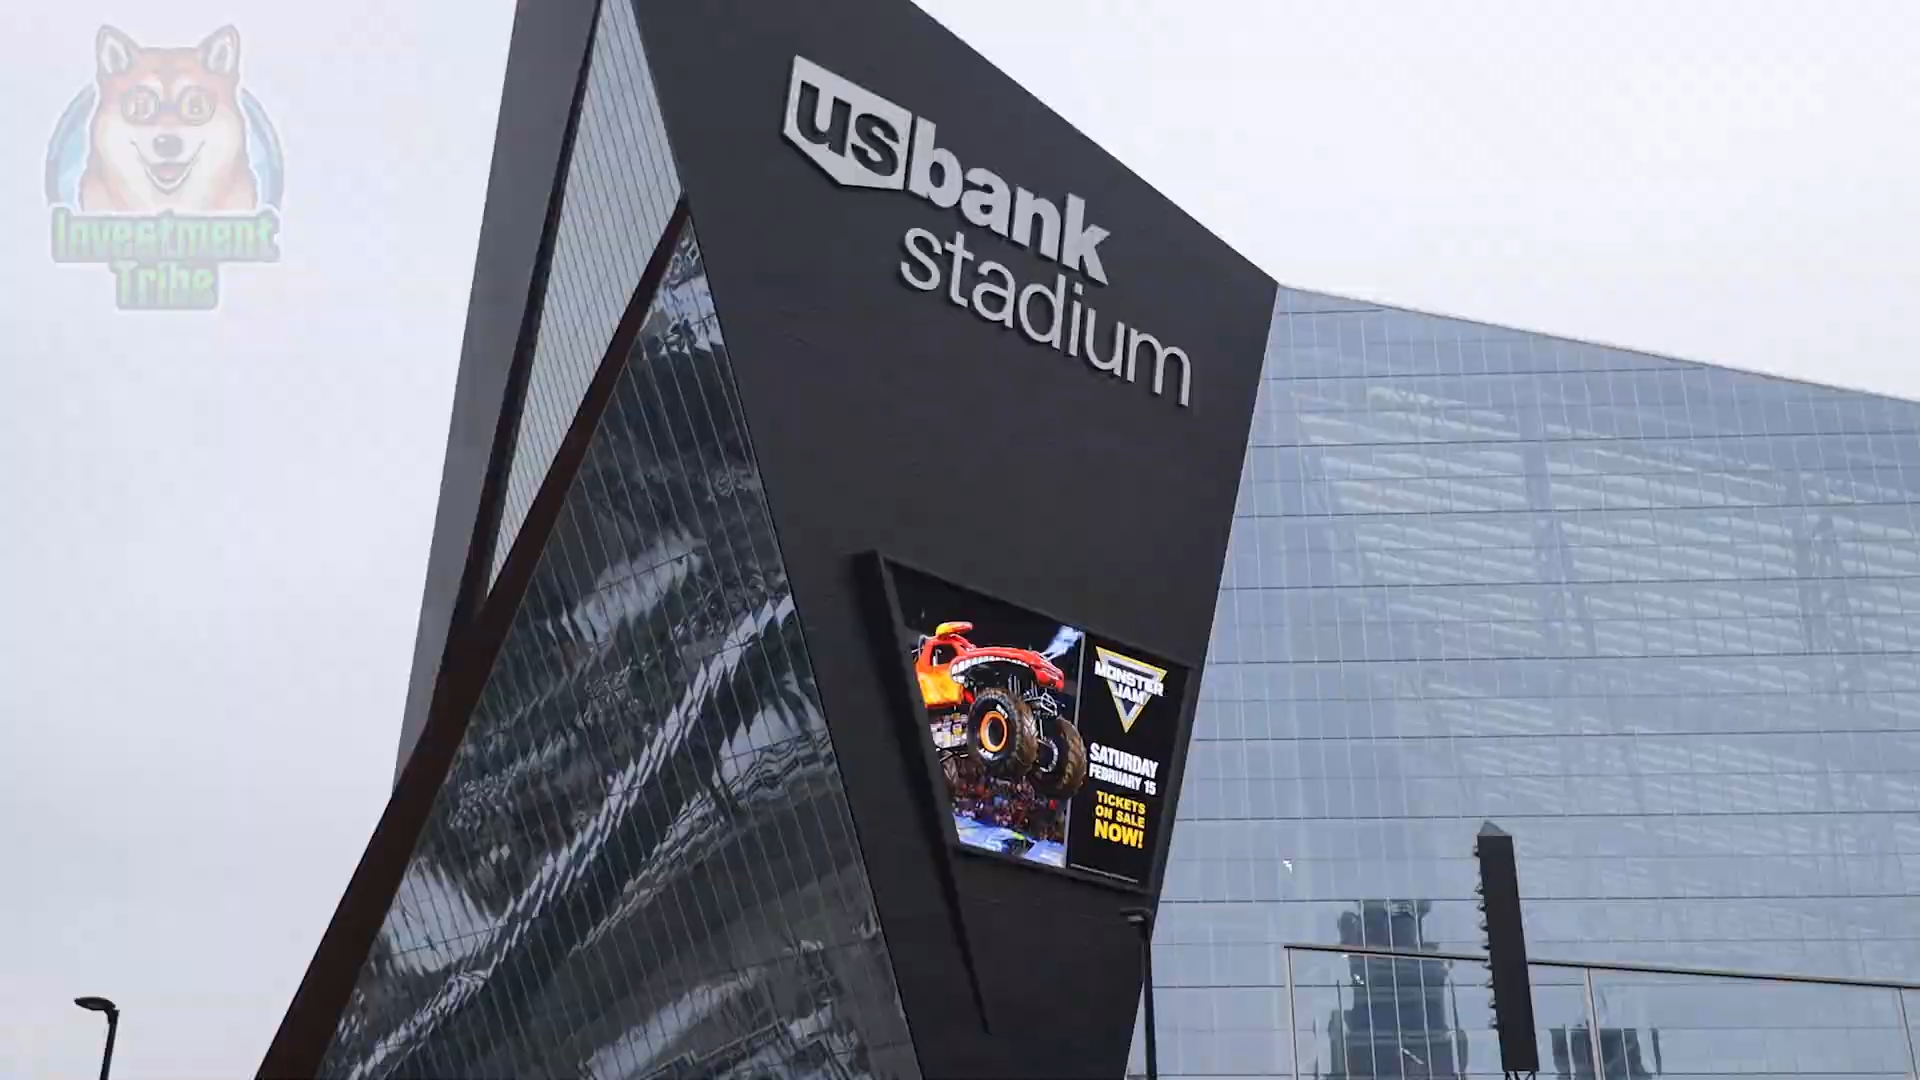 Investment
Tribe
usbank
stadium
MONSTER
JAM
SATURDAY
FEBRUARY 15
TICKETS
ON SALE
NOW!